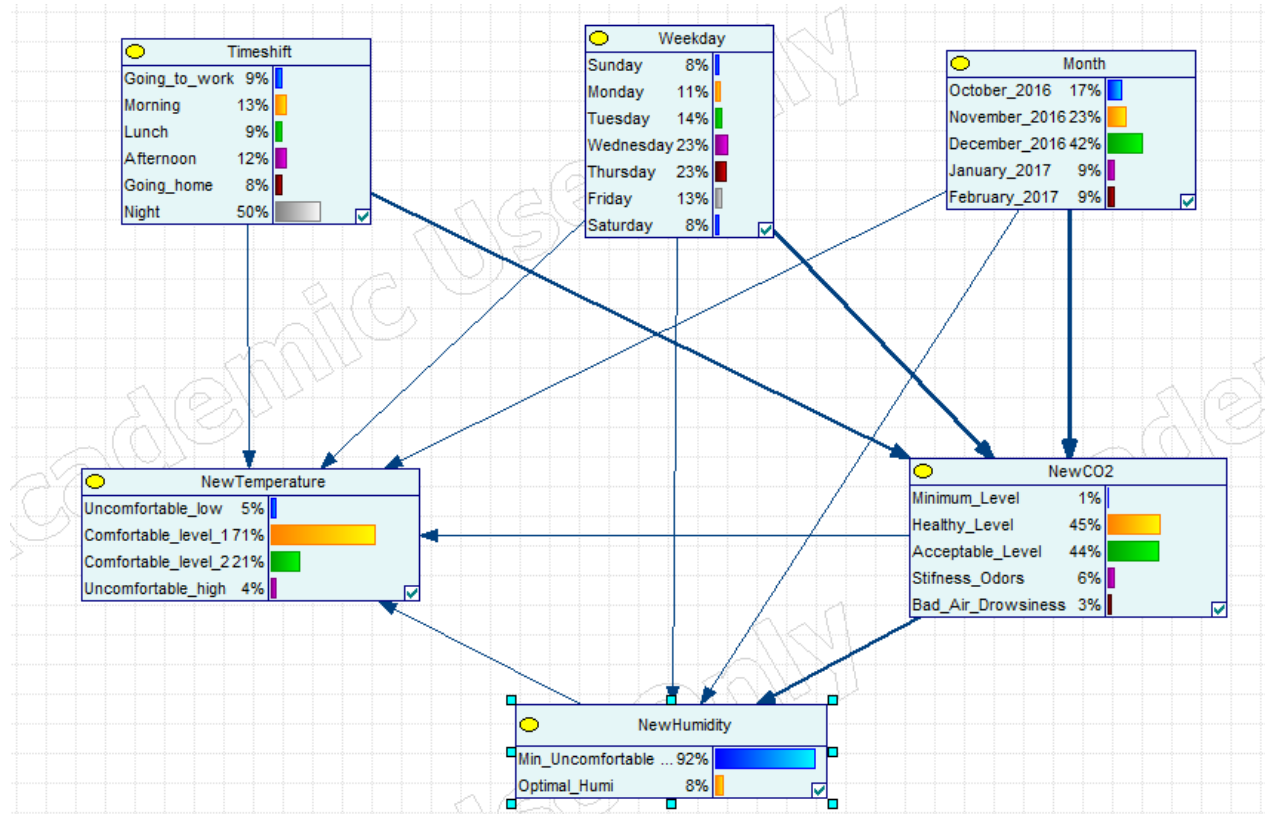 Timeshift
Going_to_work 9%
Morning 13%
Lunch 9%
Afternoon 12%
Going_home 8%
Night 50%
Weekday
Sunday 8%
Monday 11%
Tuesday 14%
Wednesday 23%
Thursday 23%
Friday 13%
Saturday 8%
Month
October_2016 17%
November_2016 23%
December_2016 42%
January_2017 9%
February_2017 9%
NewTemperature
Uncomfortable_low 5%
Comfortable_level_1 71%
Comfortable_level_2 21%
Uncomfortable_high 4%
NewCO2
Minimum_Level 1%
Healthy_Level 45%
Acceptable_Level 44%
Stifness_Odors 6%
Bad_Air_Drowsiness 3%
NewHumidity
Min_Uncomfortable ... 92%
Optimal_Humi 8%
Academic Use Only